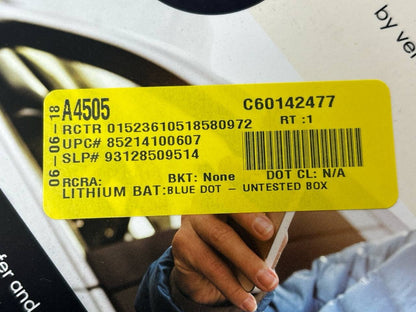 by ver
06-06-18
A4505 C60142477
RCTR 01523610518580972 RT :1
UPC# 85214100607
SLP# 93128509514
RCRA: BKT: None DOT CL: N/A
LITHIUM BAT:BLUE DOT - UNTESTED BOX
fer and